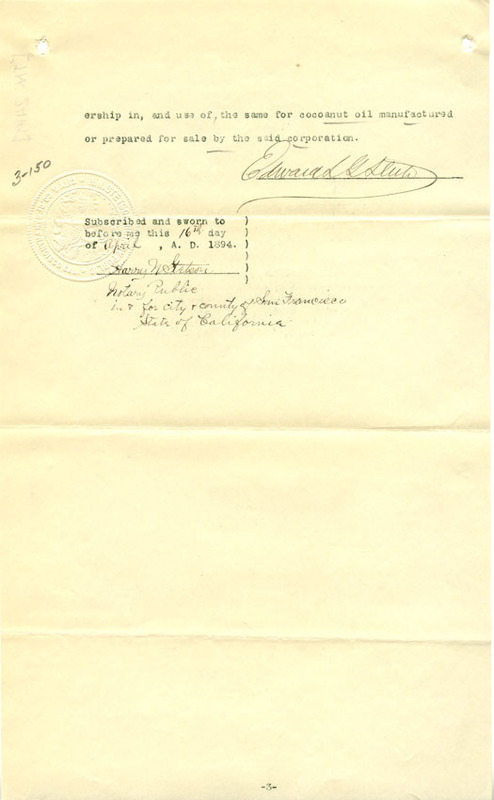 ership in, and use of, the same for cocoanut oil manufactured
or prepared for sale by the said corporation.
3-150
Edward L G
Subscribed and sworn to )
before me this 16th day )
of April , A. D. 1894. )
Harry N Stetson )
Notary Public
in & for city & county of San Francisco
State of California
-3-